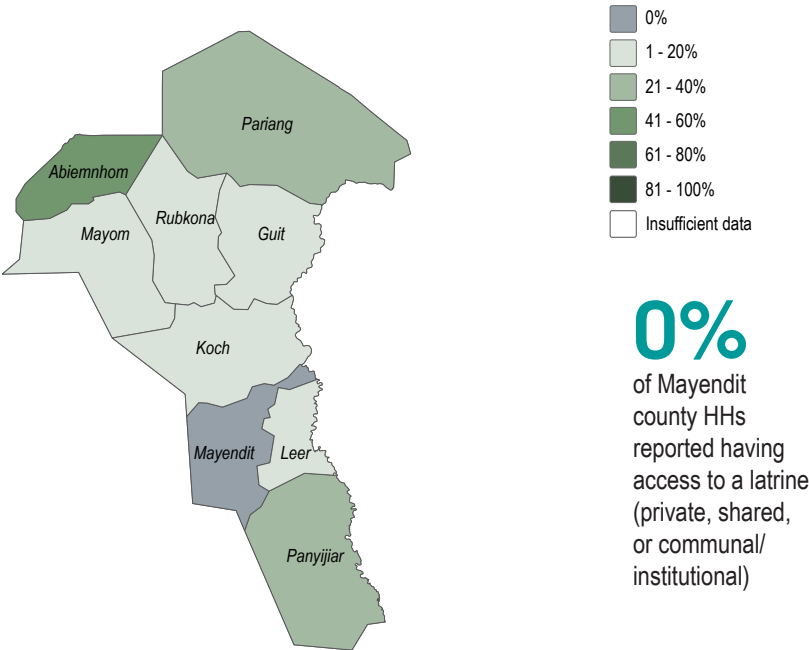 0%
1 - 20%
21 - 40%
41 - 60%
61 - 80%
81 - 100%
Insufficient data
Pariang
Abiemnhom
Rubkona
Mayom
Guit
Koch
Mayendit
Leer
Panyijiar
0%
of Mayendit
county HHs
reported having
access to a latrine
(private, shared,
or communal/
institutional)